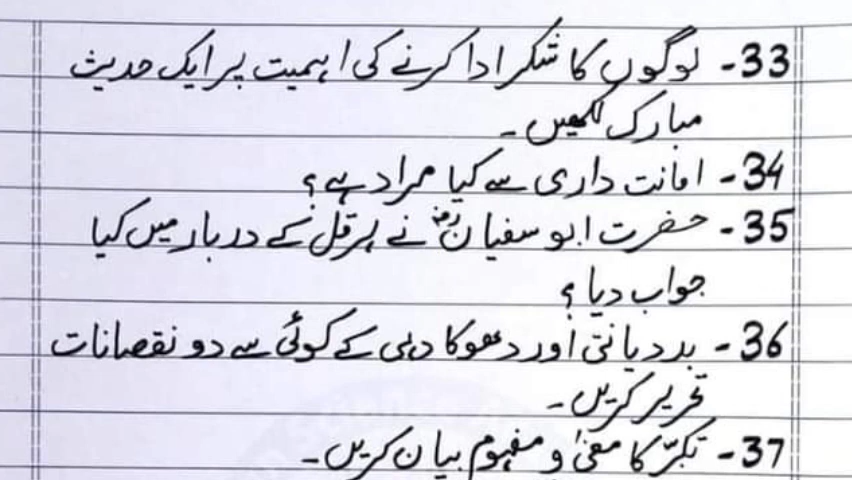 33- لوگوں کا شکر ادا کرنے کی اہمیت پر ایک حدیث
مبارک لکھیں۔
34- امانت داری سے کیا مراد ہے؟
35- حضرت ابو سفیانؓ نے ہرقل کے دربار میں کیا
جواب دیا؟
36- بددیانتی اور دھوکا دہی کے کوئی سے دو نقصانات
تحریر کریں۔
37- تکبّر کا معنیٰ و مفہوم بیان کریں۔